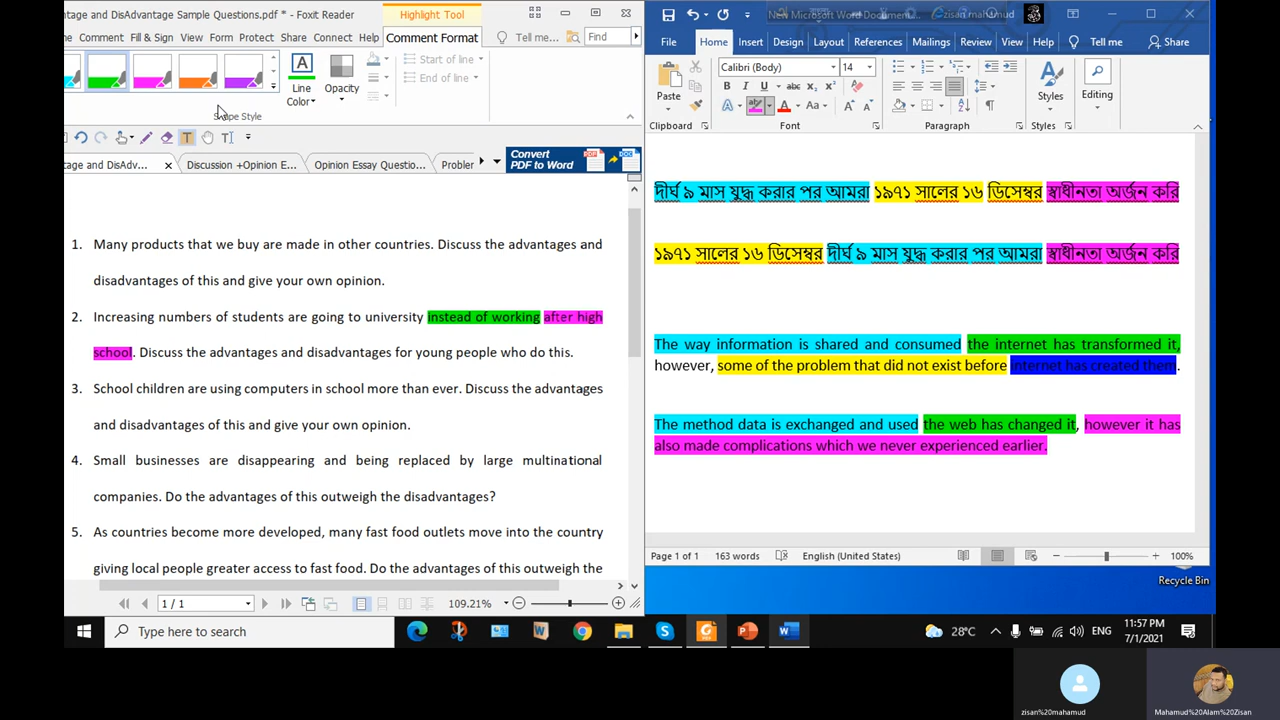 tage and DisAdvantage Sample Questions.pdf * - Foxit Reader
Highlight Tool
Comment Fill & Sign View Form Protect Share Connect Help Comment Format Tell me... Find
Line Color
Opacity
Start of line
End of line
Shape Style
tage and DisAdv... Discussion +Opinion E... Opinion Essay Questio... Probler
Convert PDF to Word
1. Many products that we buy are made in other countries. Discuss the advantages and
disadvantages of this and give your own opinion.
2. Increasing numbers of students are going to university instead of working after high
school. Discuss the advantages and disadvantages for young people who do this.
3. School children are using computers in school more than ever. Discuss the advantages
and disadvantages of this and give your own opinion.
4. Small businesses are disappearing and being replaced by large multinational
companies. Do the advantages of this outweigh the disadvantages?
5. As countries become more developed, many fast food outlets move into the country
giving local people greater access to fast food. Do the advantages of this outweigh the
1 / 1 109.21%
New Microsoft Word Document... zisan mahmud
File Home Insert Design Layout References Mailings Review View Help Tell me Share
Paste
Calibri (Body) 14
B I U
Aa
Styles
Editing
Clipboard Font Paragraph Styles
দীর্ঘ ৯ মাস যুদ্ধ করার পর আমরা ১৯৭১ সালের ১৬ ডিসেম্বর স্বাধীনতা অর্জন করি
১৯৭১ সালের ১৬ ডিসেম্বর দীর্ঘ ৯ মাস যুদ্ধ করার পর আমরা স্বাধীনতা অর্জন করি
The way information is shared and consumed the internet has transformed it,
however, some of the problem that did not exist before internet has created them.
The method data is exchanged and used the web has changed it, however it has
also made complications which we never experienced earlier.
Page 1 of 1 163 words English (United States) 100%
Recycle Bin
Type here to search
28°C ENG
11:57 PM
7/1/2021
zisan%20mahmud
Mahamud%20Alam%20Zisan